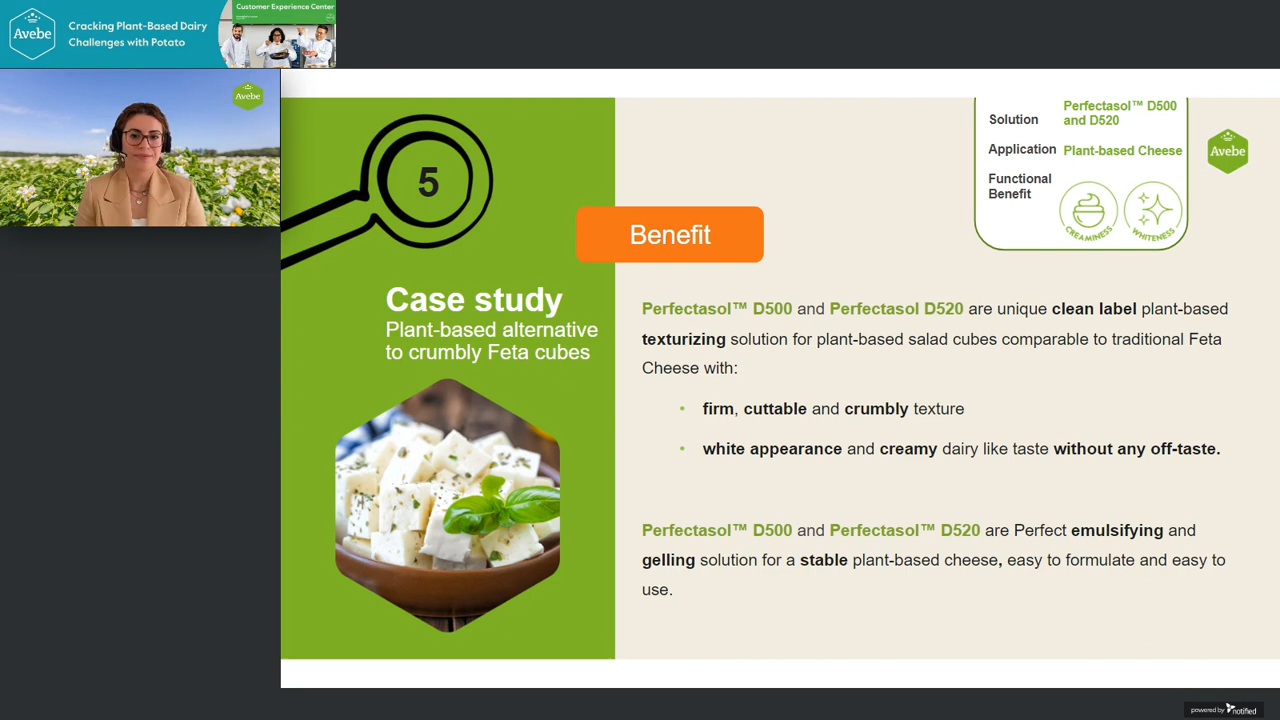 Avebe
Cracking Plant-Based Dairy
Challenges with Potato
Customer Experience Center
Avebe
5
Case study
Plant-based alternative
to crumbly Feta cubes
Benefit
Solution
Perfectasol™ D500
and D520
Application
Plant-based Cheese
Functional
Benefit
CREAMINESS
WHITENESS
Avebe
Perfectasol™ D500 and Perfectasol D520 are unique clean label plant-based
texturizing solution for plant-based salad cubes comparable to traditional Feta
Cheese with:
• firm, cuttable and crumbly texture
• white appearance and creamy dairy like taste without any off-taste.
Perfectasol™ D500 and Perfectasol™ D520 are Perfect emulsifying and
gelling solution for a stable plant-based cheese, easy to formulate and easy to
use.
powered by notified